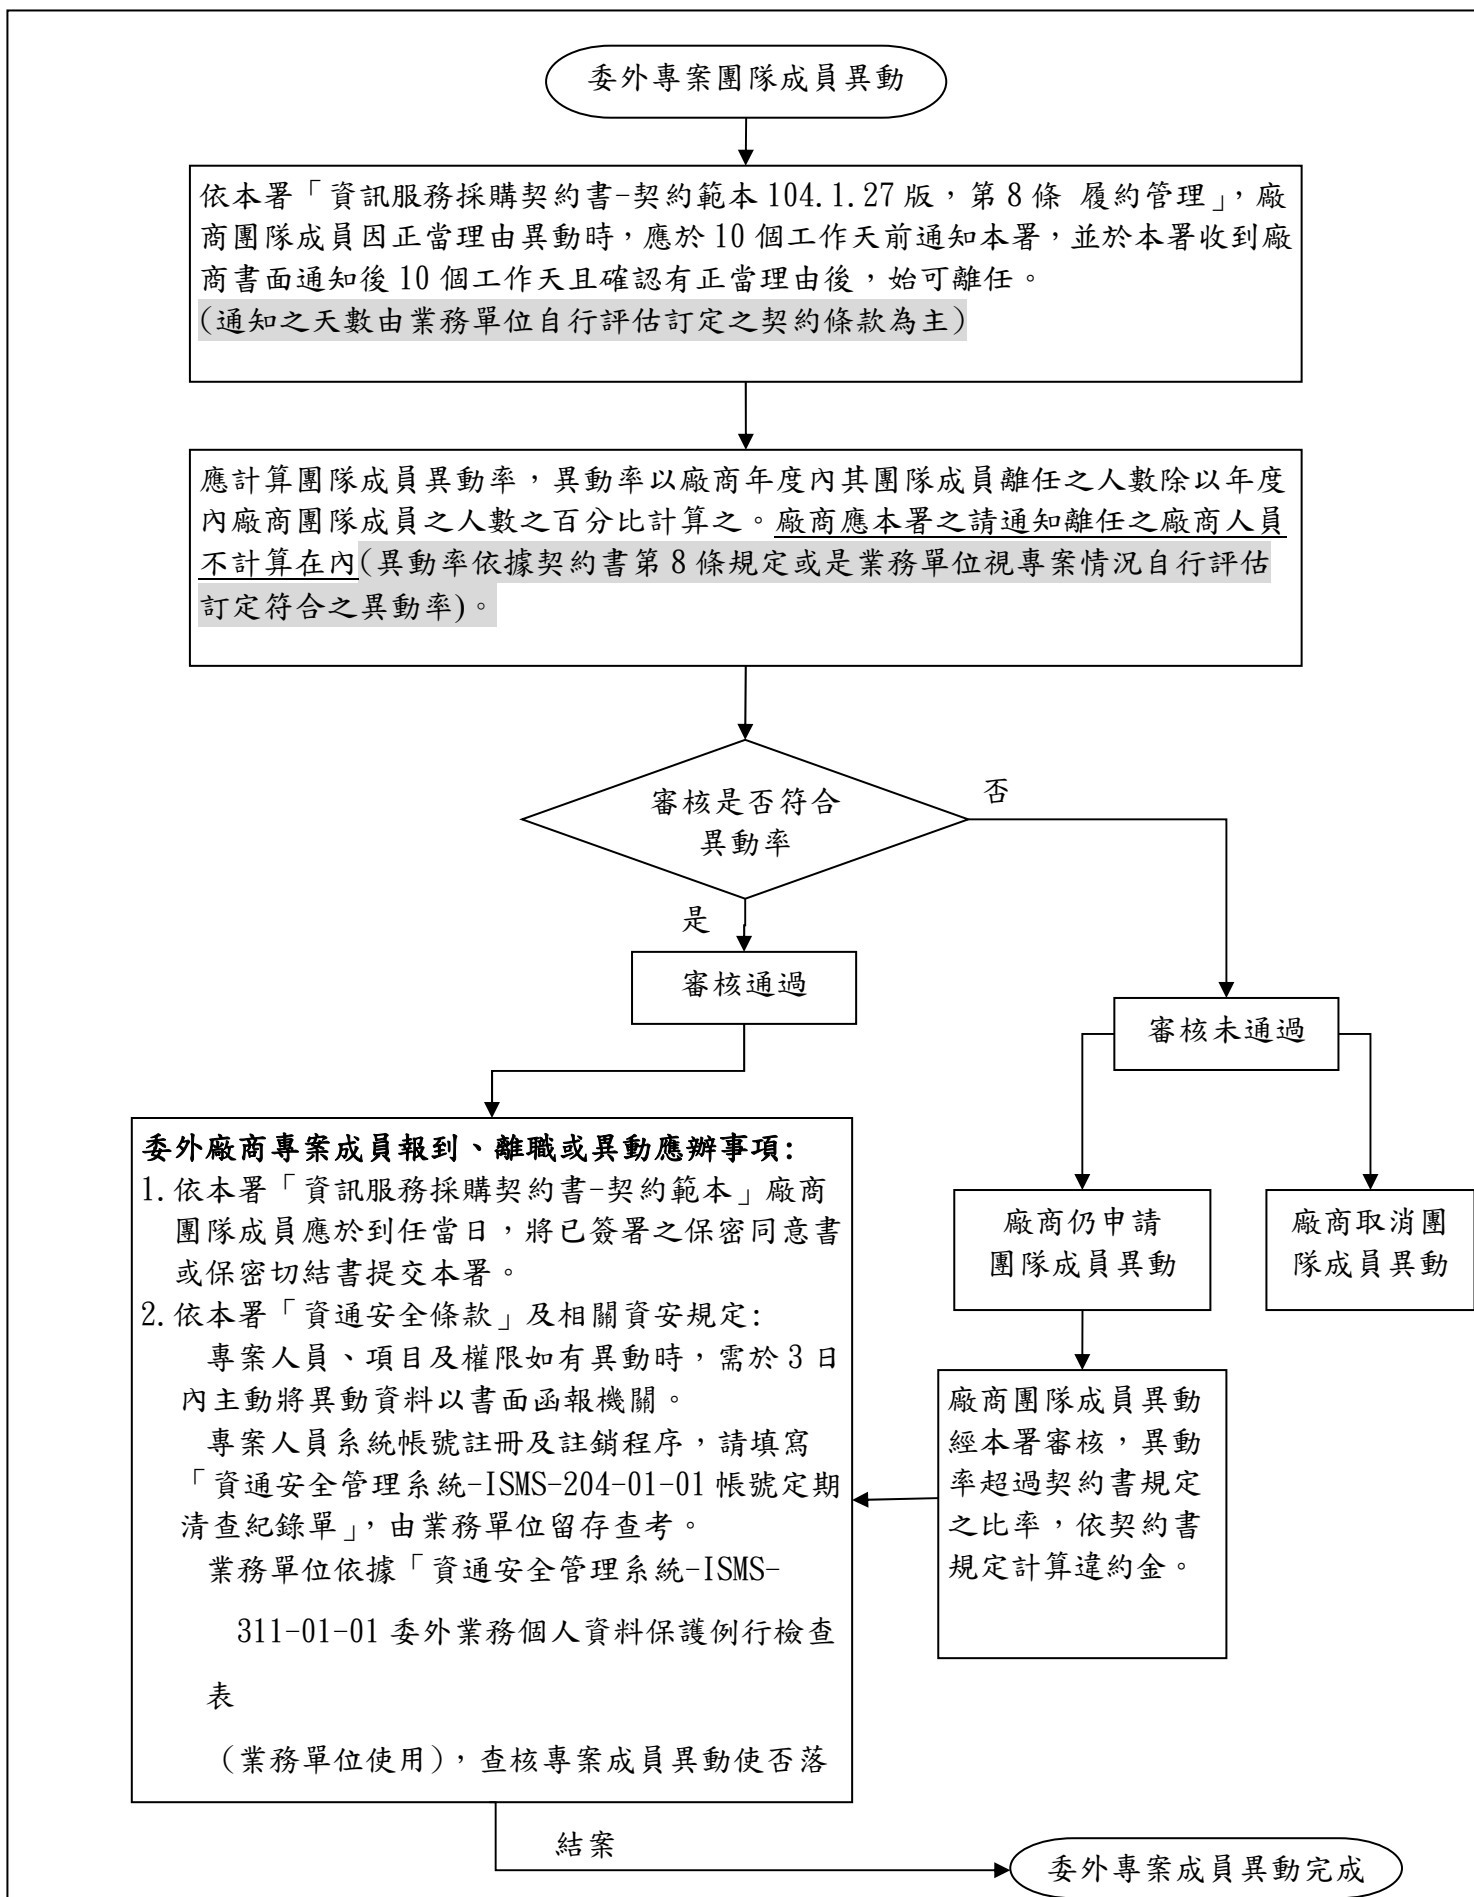 委外專案團隊成員異動
依本署「資訊服務採購契約書-契約範本 104.1.27 版，第 8 條 履約管理」，廠
商團隊成員因正當理由異動時，應於 10 個工作天前通知本署，並於本署收到廠
商書面通知後 10 個工作天且確認有正當理由後，始可離任。
(通知之天數由業務單位自行評估訂定之契約條款為主)
應計算團隊成員異動率，異動率以廠商年度內其團隊成員離任之人數除以年度
內廠商團隊成員之人數之百分比計算之。廠商應本署之請通知離任之廠商人員
不計算在內(異動率依據契約書第 8 條規定或是業務單位視專案情況自行評估
訂定符合之異動率)。
審核是否符合
異動率
否
是
審核通過
審核未通過
委外廠商專案成員報到、離職或異動應辦事項:
1. 依本署「資訊服務採購契約書-契約範本」廠商
團隊成員應於到任當日，將已簽署之保密同意書
或保密切結書提交本署。
2. 依本署「資通安全條款」及相關資安規定:
專案人員、項目及權限如有異動時，需於 3 日
內主動將異動資料以書面函報機關。
專案人員系統帳號註冊及註銷程序，請填寫
「資通安全管理系統-ISMS-204-01-01 帳號定期
清查紀錄單」，由業務單位留存查考。
業務單位依據「資通安全管理系統-ISMS-
311-01-01 委外業務個人資料保護例行檢查
表
(業務單位使用)，查核專案成員異動使否落
廠商仍申請
團隊成員異動
廠商取消團
隊成員異動
廠商團隊成員異動
經本署審核，異動
率超過契約書規定
之比率，依契約書
規定計算違約金。
結案
委外專案成員異動完成